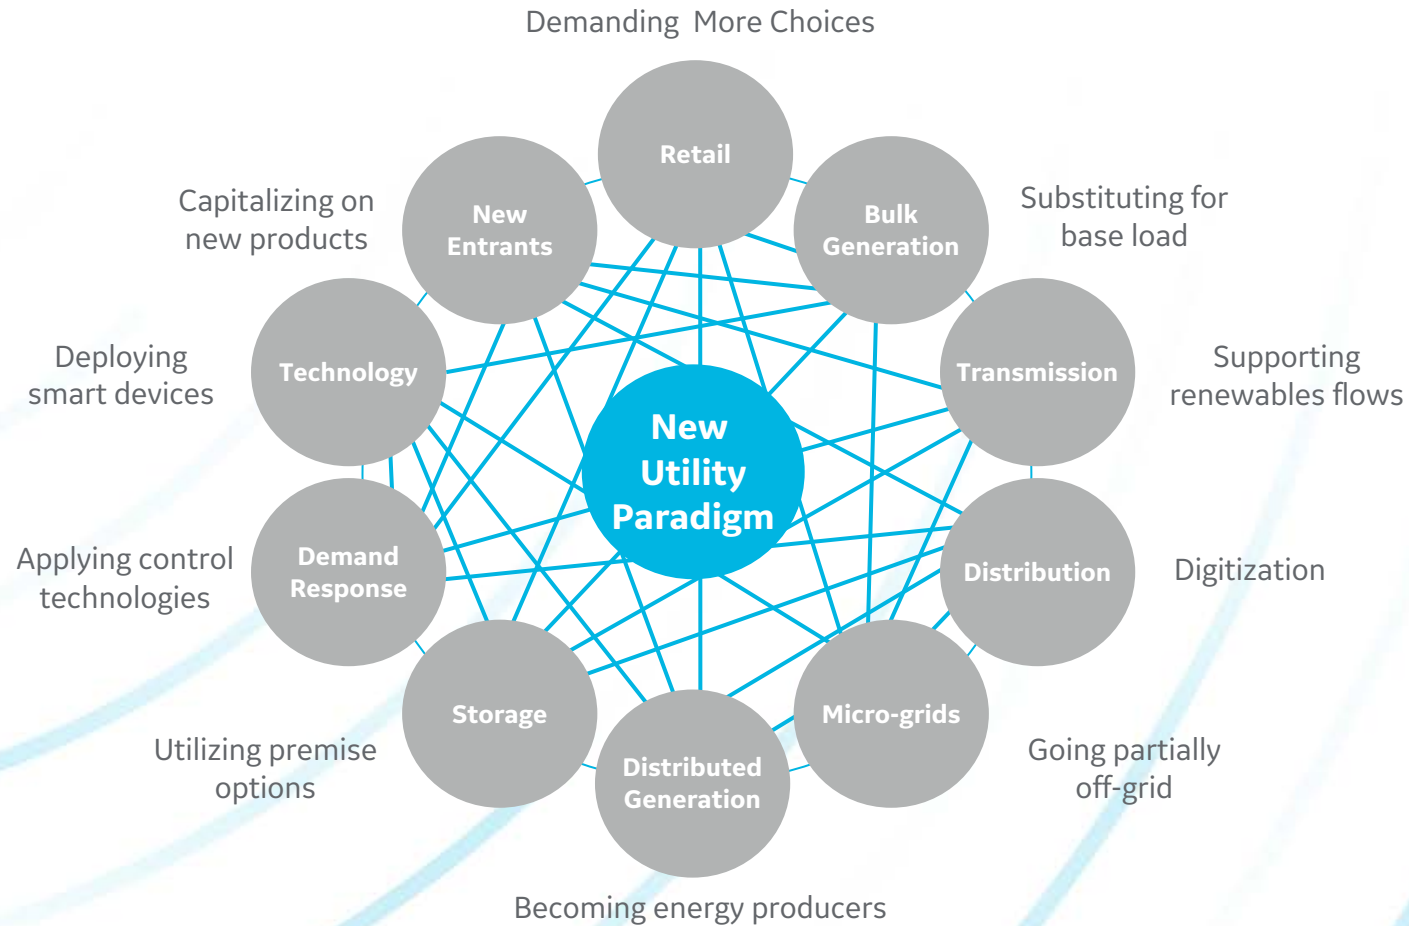 Demanding  More Choices
Retail
New
Entrants
Capitalizing on
new products
Bulk
Generation
Substituting for
base load
Technology
Deploying
smart devices
Transmission
Supporting
renewables flows
New
Utility
Paradigm
Demand
Response
Applying control
technologies
Distribution
Digitization
Storage
Utilizing premise
options
Micro-grids
Going partially
off-grid
Distributed
Generation
Becoming energy producers